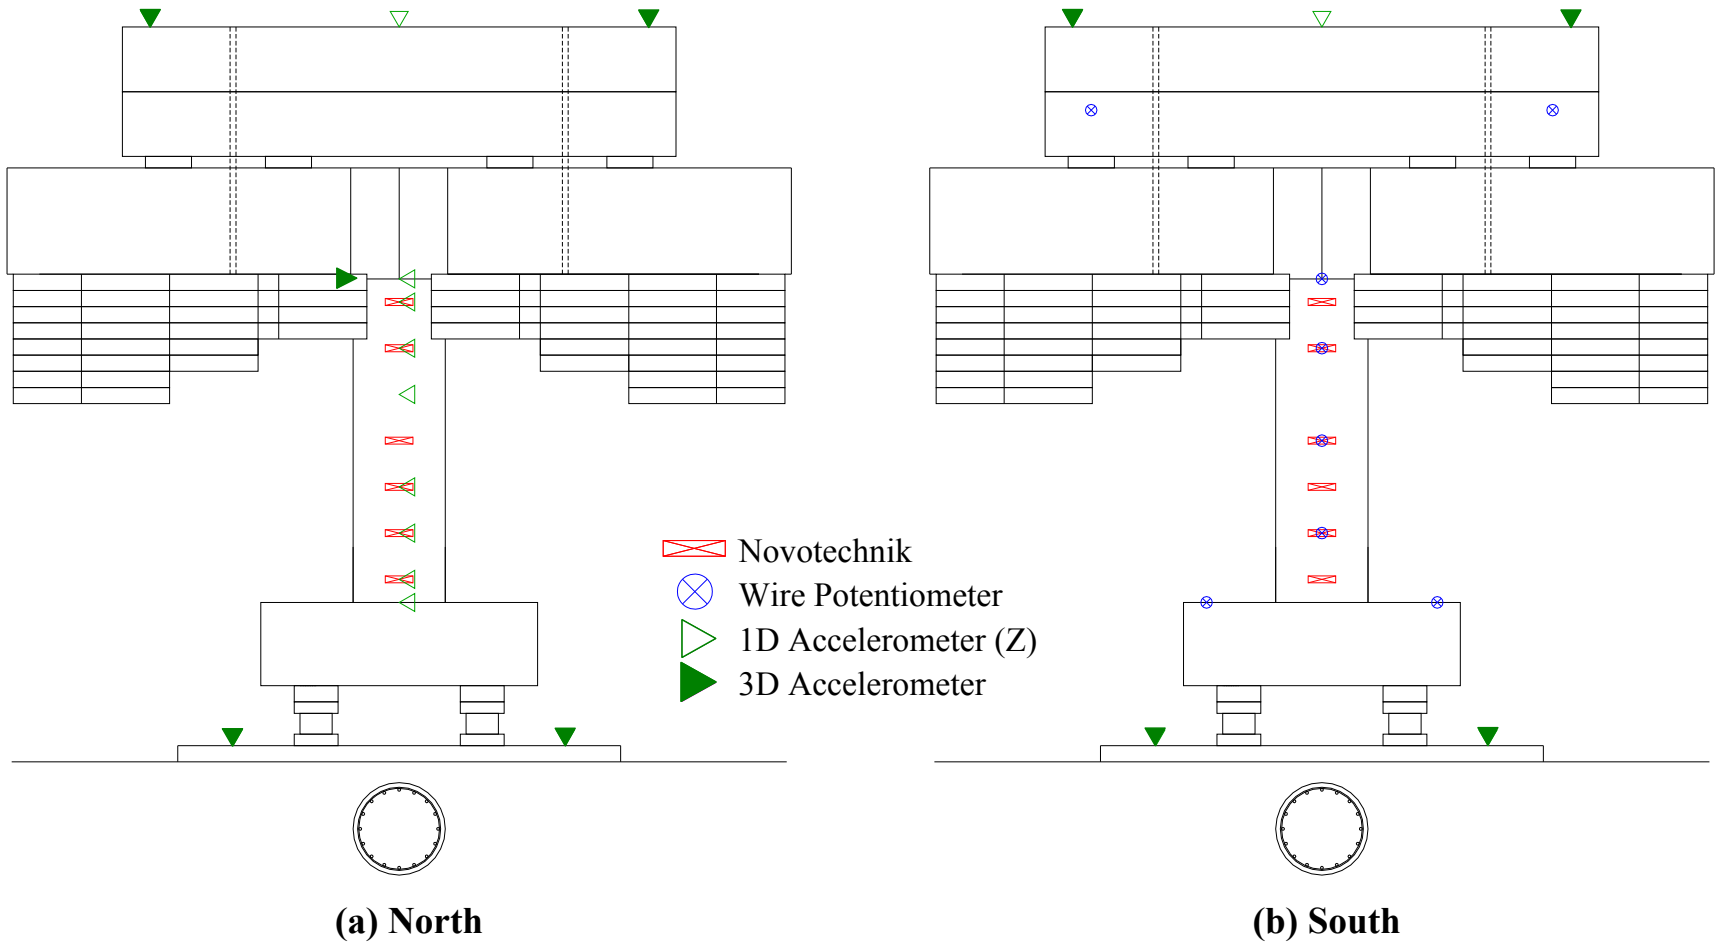 Novotechnik
Wire Potentiometer
1D Accelerometer (Z)
3D Accelerometer
(a) North
(b) South